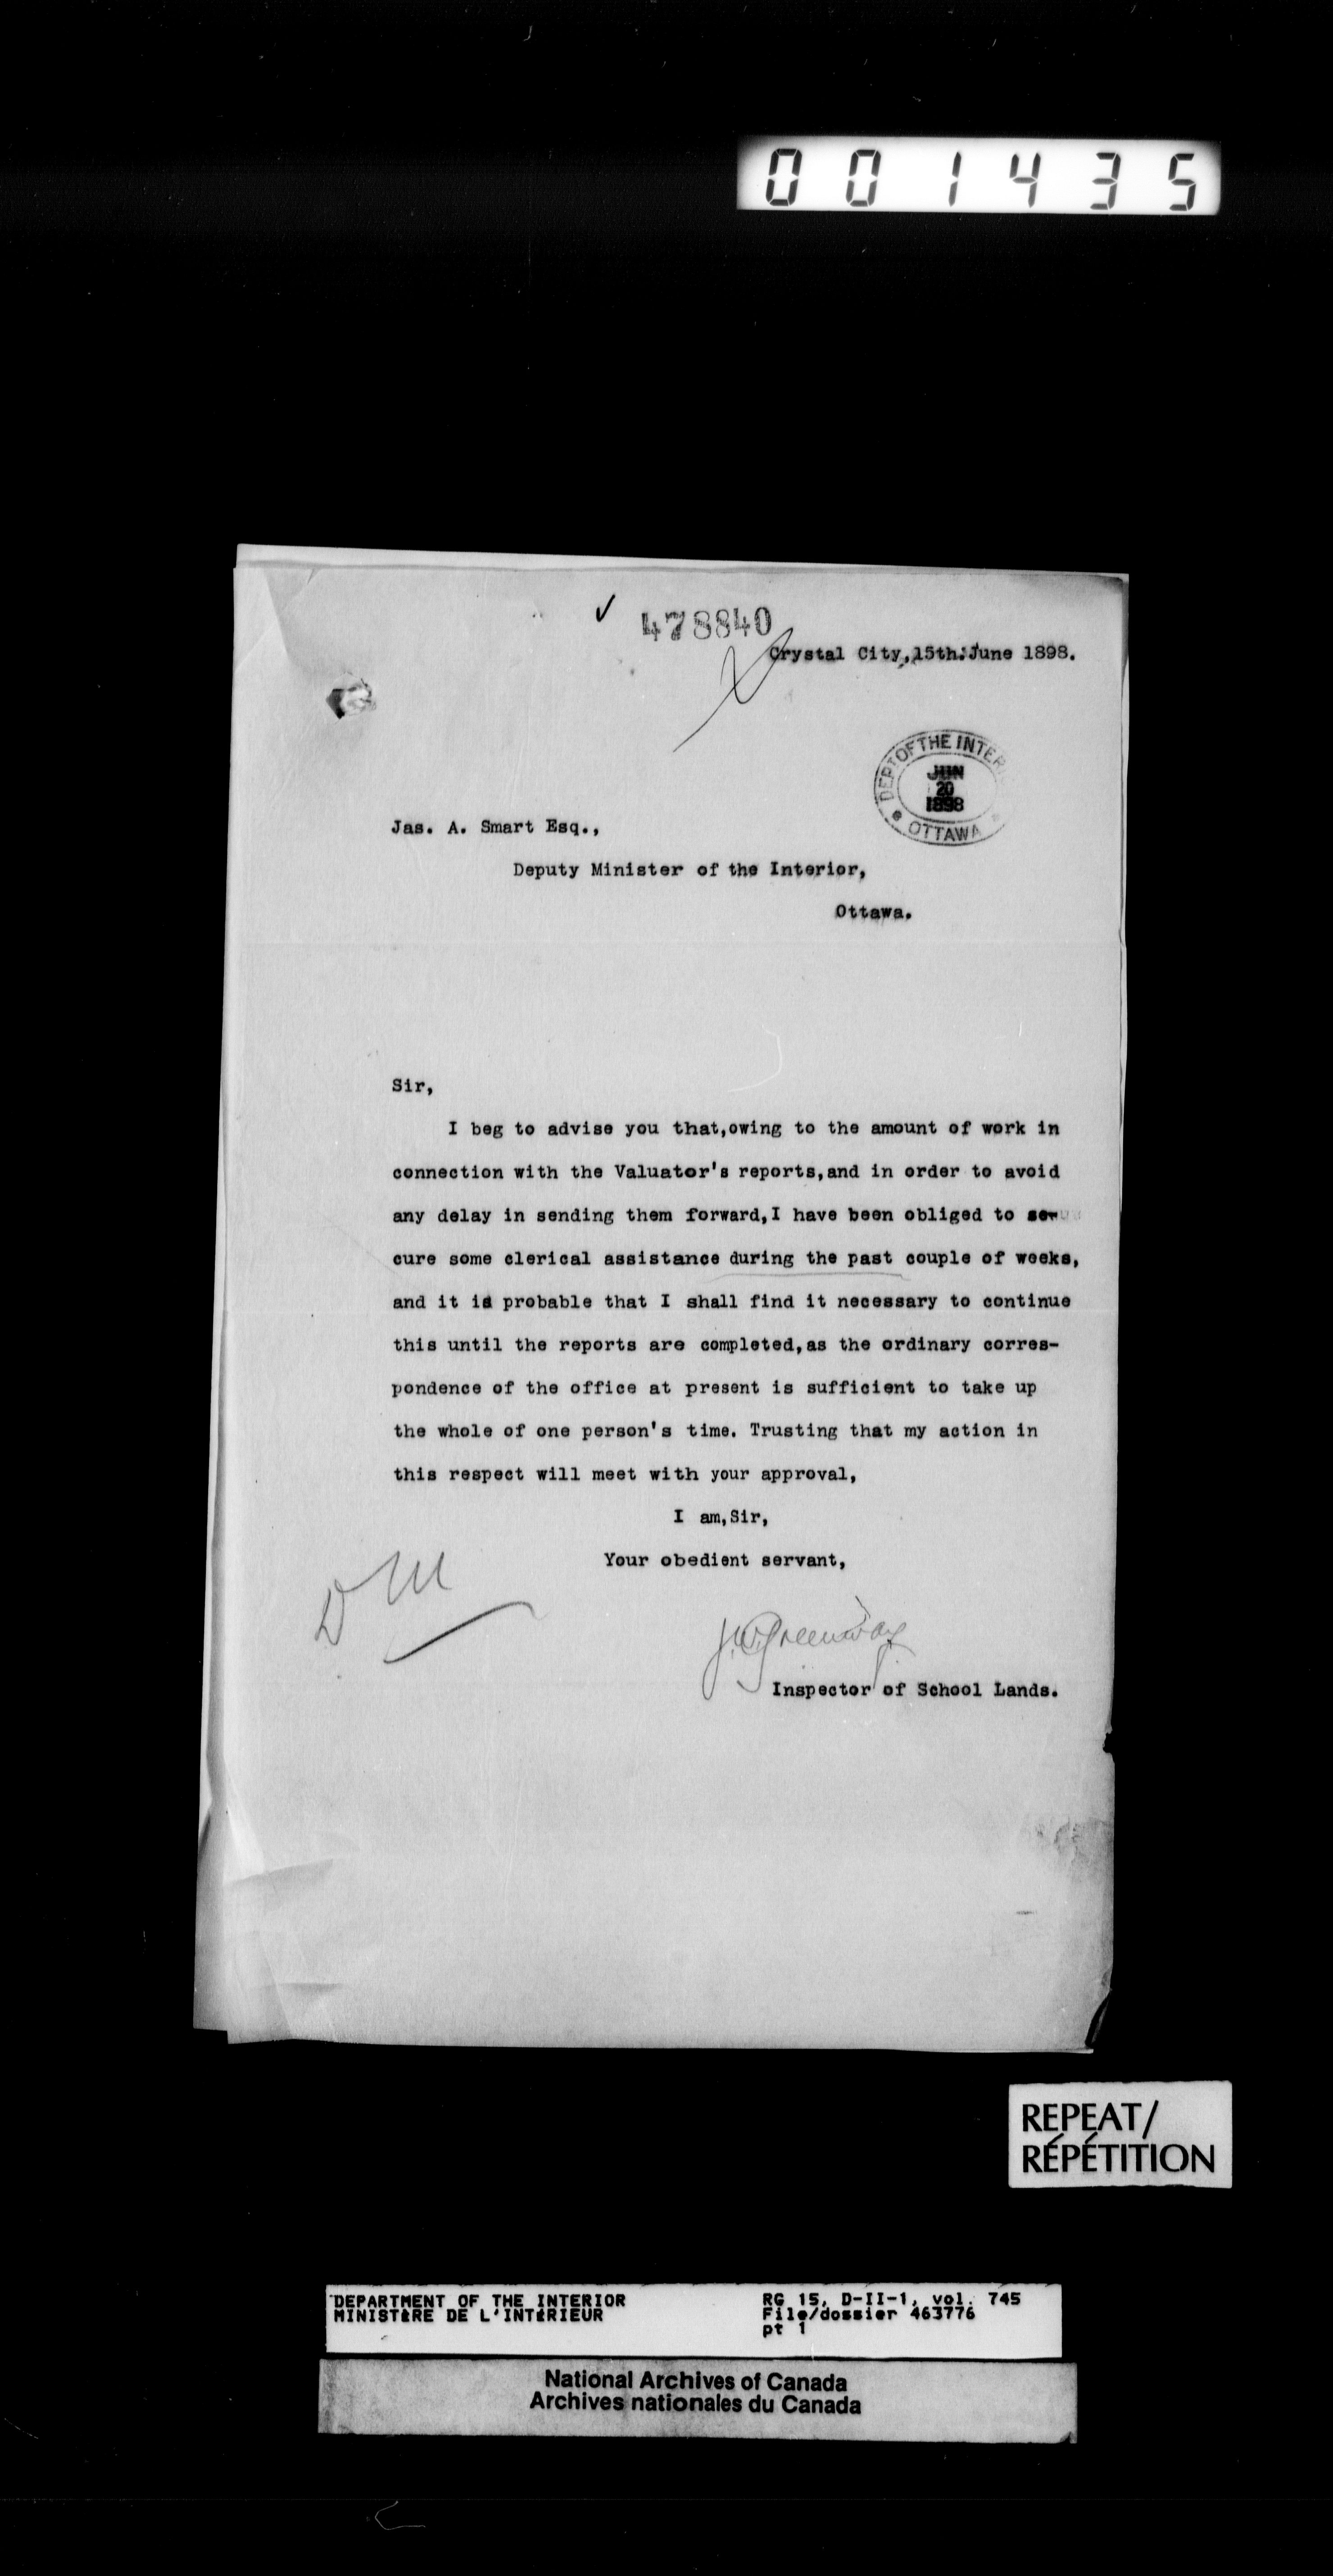 001435
478840
Crystal City, 15th. June 1898.
DEPT OF THE INTER
JUN
20
1898
OTTAWA
Jas. A. Smart Esq.,
Deputy Minister of the Interior,
Ottawa.
Sir,
I beg to advise you that,owing to the amount of work in
connection with the Valuator's reports,and in order to avoid
any delay in sending them forward,I have been obliged to se-
cure some clerical assistance during the past couple of weeks,
and it is probable that I shall find it necessary to continue
this until the reports are completed,as the ordinary corres-
pondence of the office at present is sufficient to take up
the whole of one person's time. Trusting that my action in
this respect will meet with your approval,
I am,Sir,
Your obedient servant,
DM
J.W. Greenway
Inspector of School Lands.
REPEAT/
RÉPÉTITION
DEPARTMENT OF THE INTERIOR
MINISTÈRE DE L'INTÉRIEUR
RG 15, D-II-1, vol. 745
File/dossier 463776
pt 1
National Archives of Canada
Archives nationales du Canada